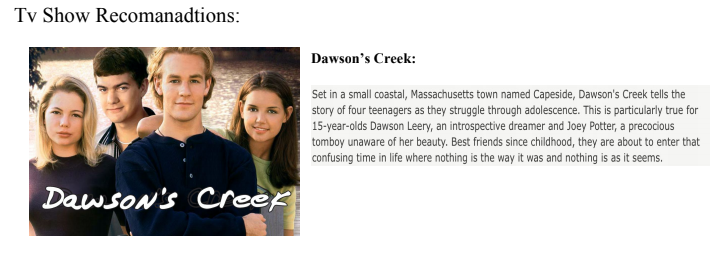 Tv Show Recomanadtions:
Dawson's Creek:
Set in a small coastal, Massachusetts town named Capeside, Dawson's Creek tells the
story of four teenagers as they struggle through adolescence. This is particularly true for
15-year-olds Dawson Leery, an introspective dreamer and Joey Potter, a precocious
tomboy unaware of her beauty. Best friends since childhood, they are about to enter that
confusing time in life where nothing is the way it was and nothing is as it seems.
Dawson's Creek